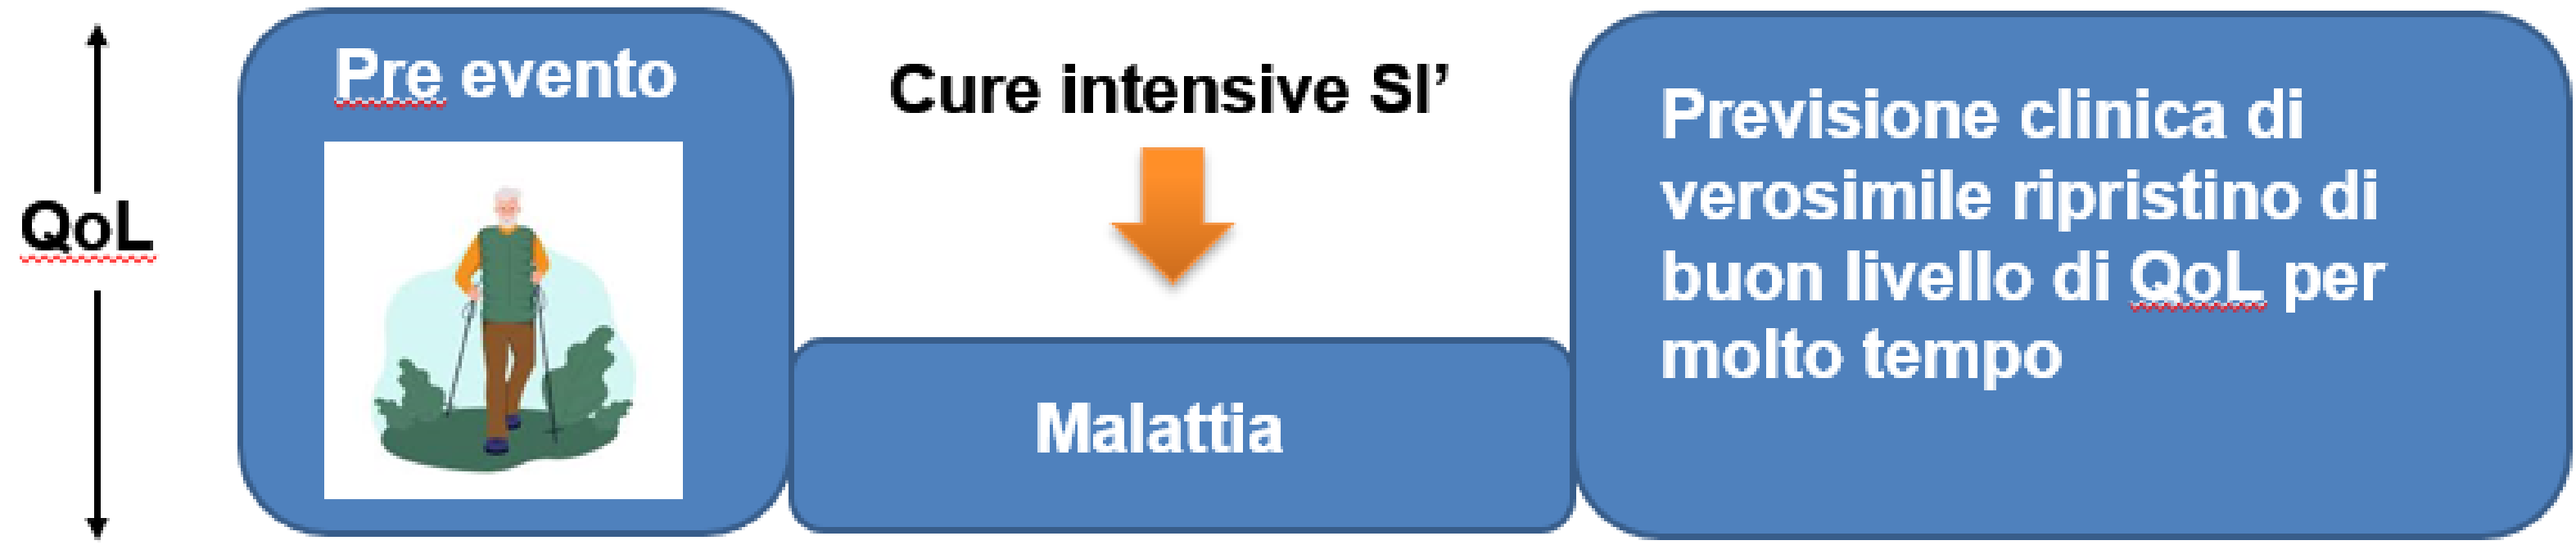 QoL
Pre evento
Cure intensive SI’
Malattia
Previsione clinica di
verosimile ripristino di
buon livello di QoL per
molto tempo